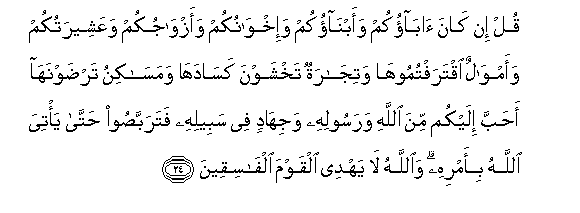 قُلْ إِن كَانَ ءَابَآؤُكُمْ وَأَبْنَآؤُكُمْ وَإِخْوَٰنُكُمْ وَأَزْوَٰجُكُمْ وَعَشِيرَتُكُمْ
وَأَمْوَٰلٌ ٱقْتَرَفْتُمُوهَا وَتِجَٰرَةٌ تَخْشَوْنَ كَسَادَهَا وَمَسَٰكِنُ تَرْضَوْنَهَآ
أَحَبَّ إِلَيْكُم مِّنَ ٱللَّهِ وَرَسُولِهِۦ وَجِهَادٍ فِى سَبِيلِهِۦ فَتَرَبَّصُوا۟ حَتَّىٰ يَأْتِىَ
ٱللَّهُ بِأَمْرِهِۦ ۗ وَٱللَّهُ لَا يَهْدِى ٱلْقَوْمَ ٱلْفَٰسِقِينَ ٢٤